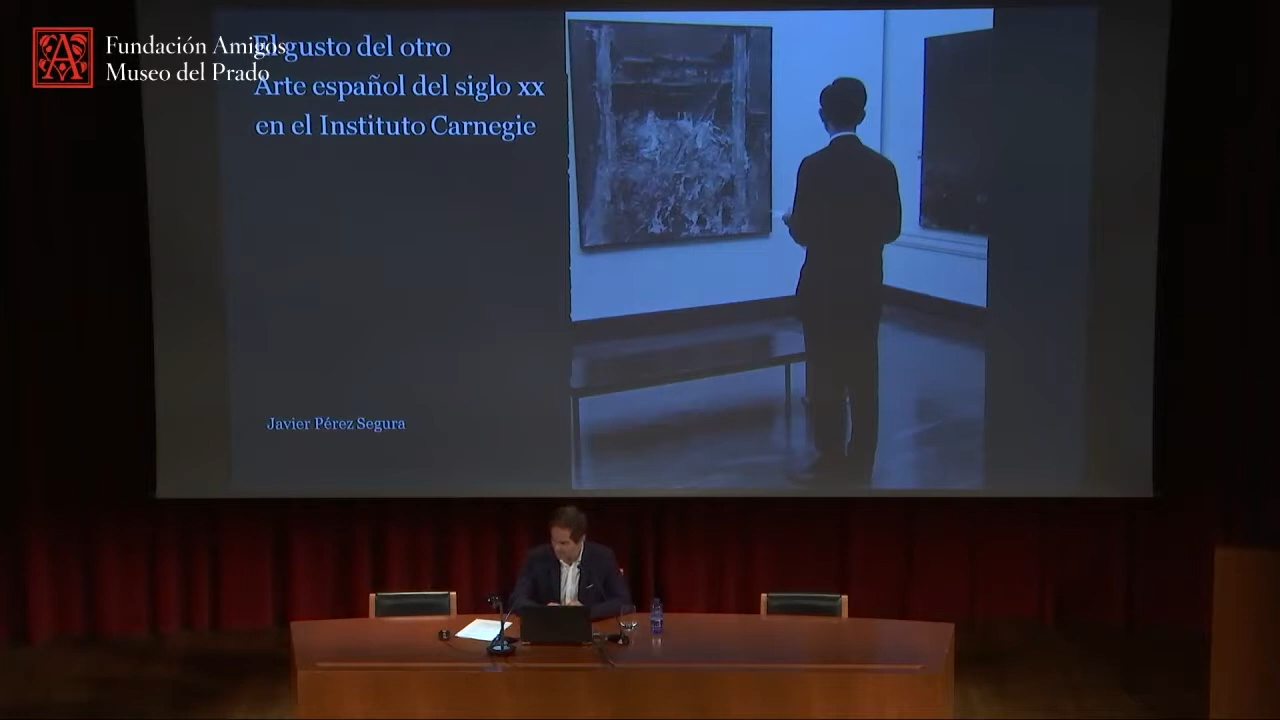 Fundación Amigos
Museo del Prado
El gusto del otro
Arte español del siglo xx
en el Instituto Carnegie
Javier Pérez Segura